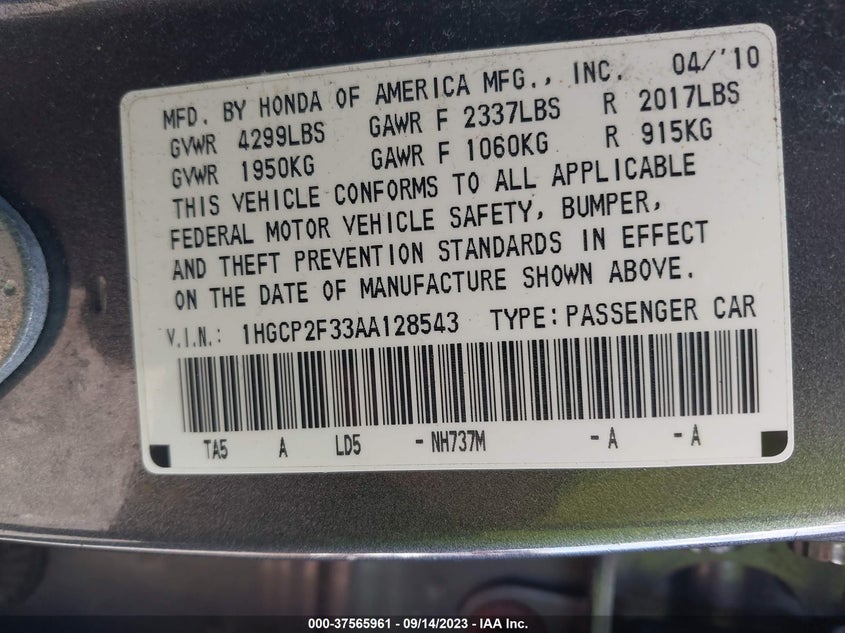 MFD. BY HONDA OF AMERICA MFG., INC. 04/'10
GVWR 4299LBS GAWR F 2337LBS R 2017LBS
GVWR 1950KG GAWR F 1060KG R 915KG
THIS VEHICLE CONFORMS TO ALL APPLICABLE
FEDERAL MOTOR VEHICLE SAFETY, BUMPER,
AND THEFT PREVENTION STANDARDS IN EFFECT
ON THE DATE OF MANUFACTURE SHOWN ABOVE.
V.I.N.: 1HGCP2F33AA128543 TYPE: PASSENGER CAR
TA5 A LD5 - NH737M - A - A
000-37565961 - 09/14/2023 - IAA Inc.